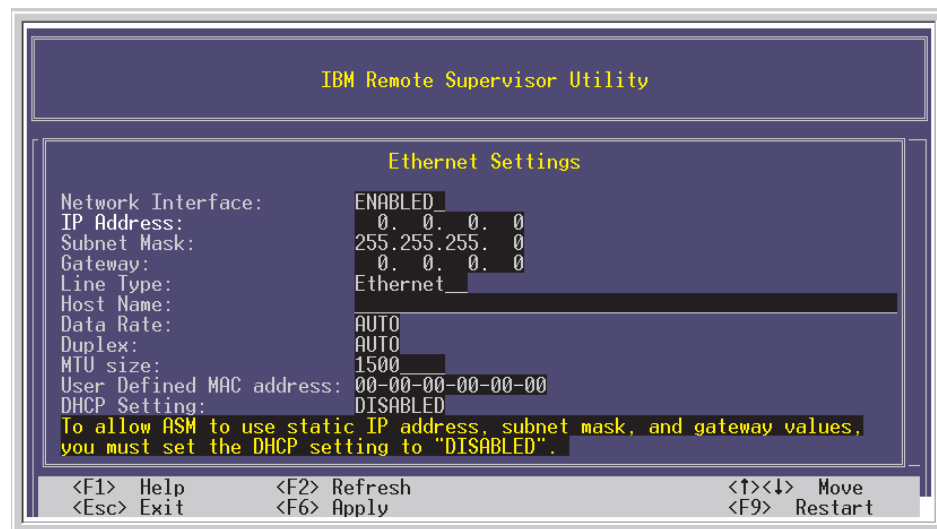 IBM Remote Supervisor Utility
Ethernet Settings
Network Interface: ENABLED_
IP Address: 0. 0. 0. 0
Subnet Mask: 255.255.255. 0
Gateway: 0. 0. 0. 0
Line Type: Ethernet__
Host Name:
Data Rate: AUTO
Duplex: AUTO
MTU size: 1500____
User Defined MAC address: 00-00-00-00-00-00
DHCP Setting: DISABLED
To allow ASM to use static IP address, subnet mask, and gateway values,
you must set the DHCP setting to "DISABLED".
<F1> Help <F2> Refresh <↑><↓> Move
<Esc> Exit <F6> Apply <F9> Restart